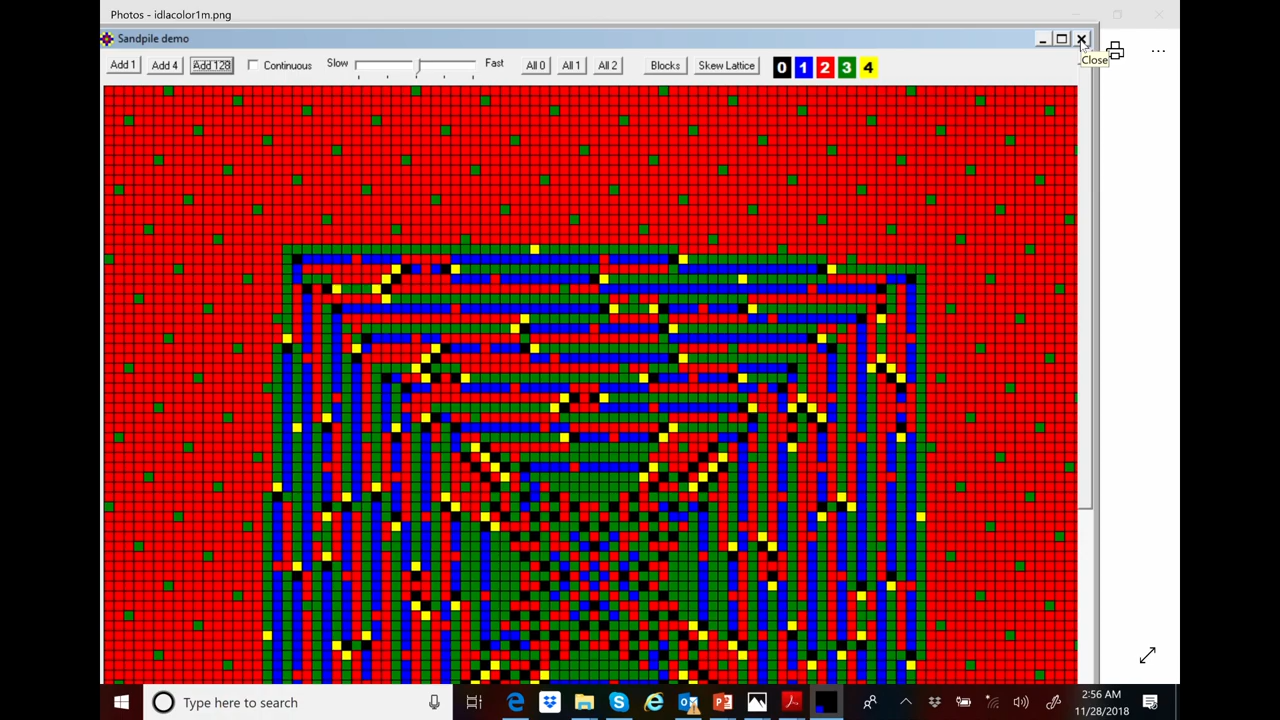 Photos - idlacolor1m.png
Sandpile demo
Add 1 Add 4 Add 128 Continuous Slow Fast All 0 All 1 All 2 Blocks Skew Lattice 0 1 2 3 4
Close
Type here to search
2:56 AM
11/28/2018